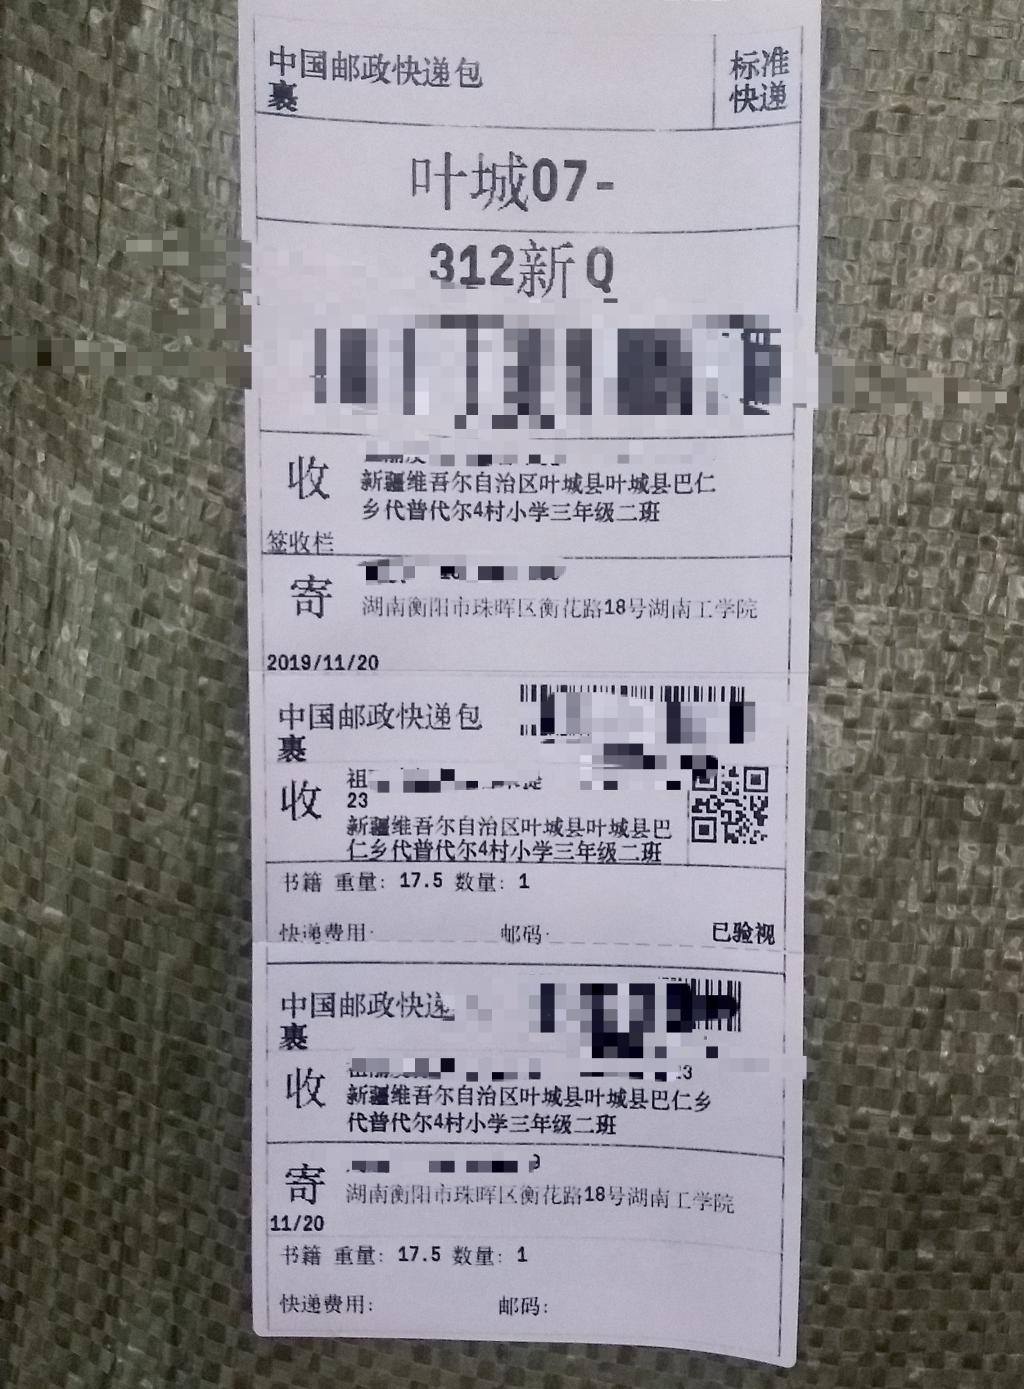 中国邮政快递包
裹
标准
快递
叶城07-
312新Q
收
新疆维吾尔自治区叶城县叶城县巴仁
乡代普代尔4村小学三年级二班
签收栏
寄
湖南衡阳市珠晖区衡花路18号湖南工学院
2019/11/20
中国邮政快递包
裹
收
祖
23
新疆维吾尔自治区叶城县叶城县巴
仁乡代普代尔4村小学三年级二班
书籍 重量: 17.5 数量: 1
快递费用: 邮码: 已验视
中国邮政快递
裹
收
新疆维吾尔自治区叶城县叶城县巴仁乡
代普代尔4村小学三年级二班
寄
湖南衡阳市珠晖区衡花路18号湖南工学院
11/20
书籍 重量: 17.5 数量: 1
快递费用: 邮码: